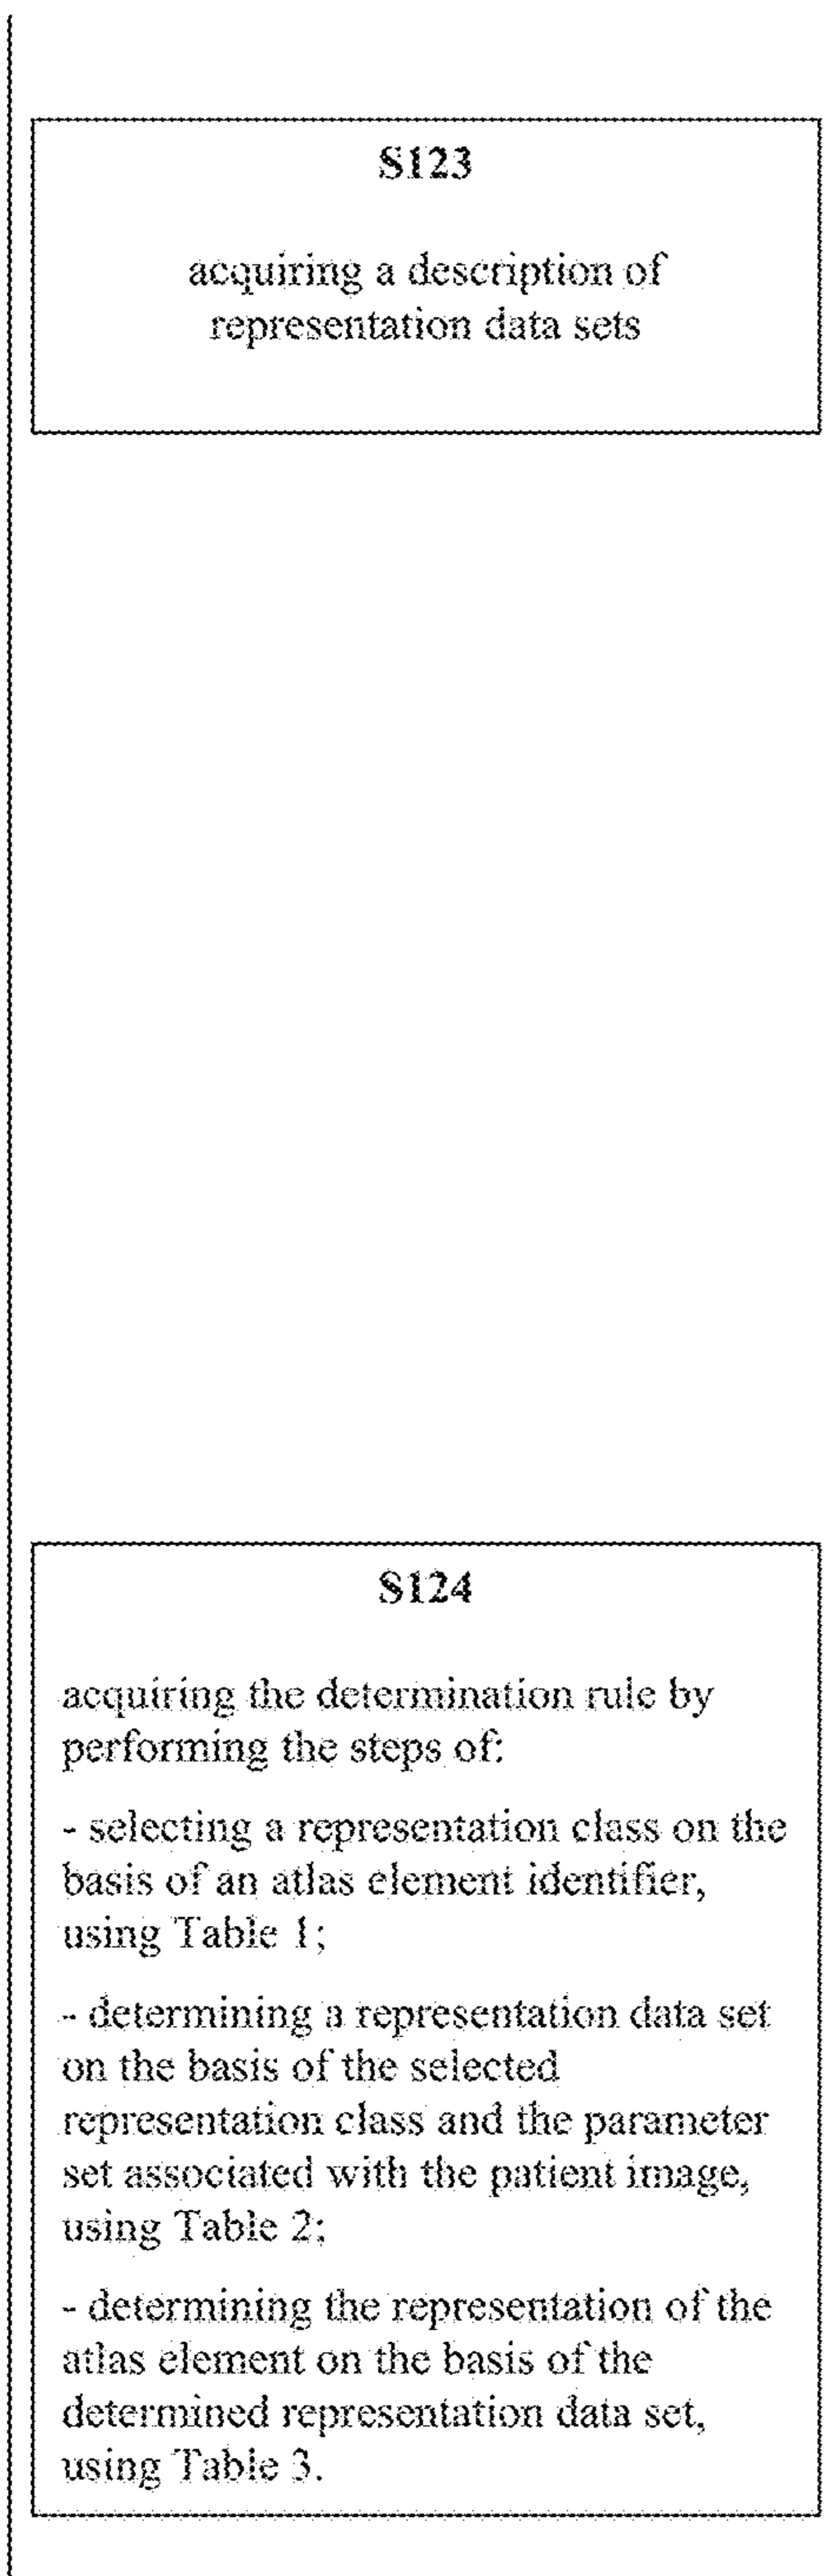 S123
acquiring a description of
representation data sets
S124
acquiring the determination rule by
performing the steps of:
- selecting a representation class on the
basis of an atlas element identifier,
using Table 1;
- determining a representation data set
on the basis of the selected
representation class and the parameter
set associated with the patient image,
using Table 2;
- determining the representation of the
atlas element on the basis of the
determined representation data set,
using Table 3.